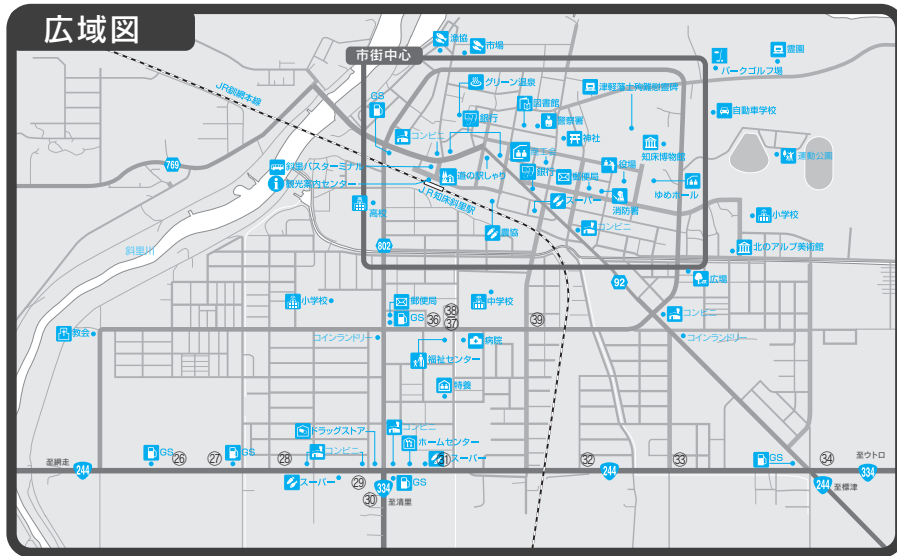 広域図
市街中心
漁協
市場
霊園
パークゴルフ場
JR釧網本線
GS
グリーン温泉
津軽藩士殉難慰霊碑
図書館
自動車学校
銀行
警察署
コンビニ
神社
商工会
知床博物館
運動公園
769
斜里バスターミナル
役場
道の駅しゃり
銀行
郵便局
観光案内センター
JR知床斜里駅
スーパー
消防署
ゆめホール
高校
小学校
農協
コンビニ
802
北のアルプ美術館
斜里川
92
広場
小学校
郵便局
中学校
GS
㊱
㊳
㊲
㊴
コンビニ
教会
コインランドリー
病院
コインランドリー
福祉センター
特養
ドラッグストア
コンビニ
ホームセンター
至網走
GS
㉖
㉗
GS
㉘
コンビニ
㉛
スーパー
㉜
㉝
GS
㉞
至ウトロ
244
244
334
スーパー
㉙
334
GS
244
至標津
㉚
至清里